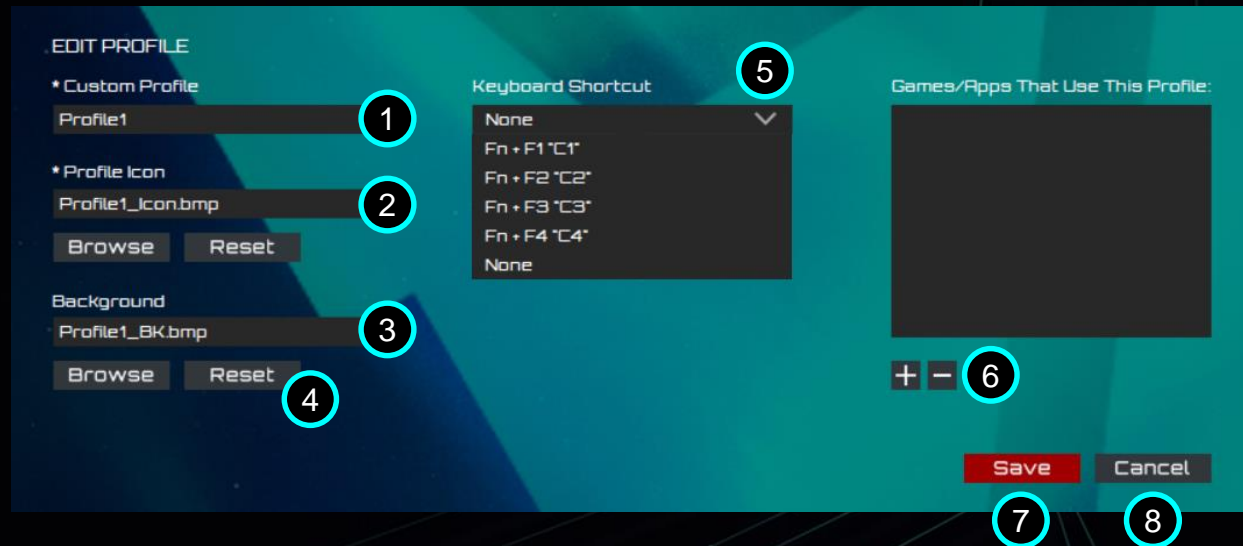 EDIT PROFILE
* Custom Profile
Profile1
1
* Profile Icon
Profile1_Icon.bmp
2
Browse Reset
Background
Profile1_BK.bmp
3
Browse Reset
4
Keyboard Shortcut
5
None
Fn + F1 "C1"
Fn + F2 "C2"
Fn + F3 "C3"
Fn + F4 "C4"
None
Games/Apps That Use This Profile:
+ −
6
Save Cancel
7 8